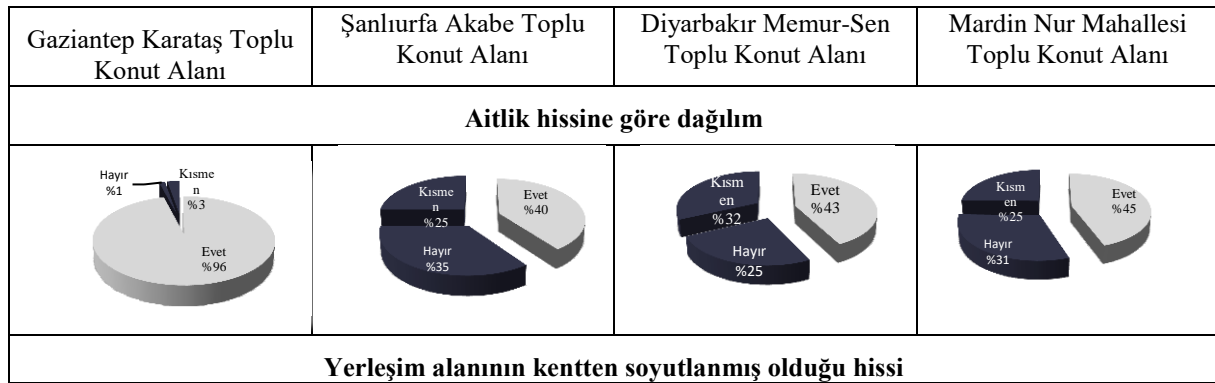 Gaziantep Karataş Toplu
Konut Alanı
Şanlıurfa Akabe Toplu
Konut Alanı
Diyarbakır Memur-Sen
Toplu Konut Alanı
Mardin Nur Mahallesi
Toplu Konut Alanı
Aitlik hissine göre dağılım
Hayır
%1
Kısme
n
%3
Evet
%96
Kısme
n
%25
Evet
%40
Hayır
%35
Kısm
en
%32
Evet
%43
Hayır
%25
Kısm
en
%25
Evet
%45
Hayır
%31
Yerleşim alanının kentten soyutlanmış olduğu hissi